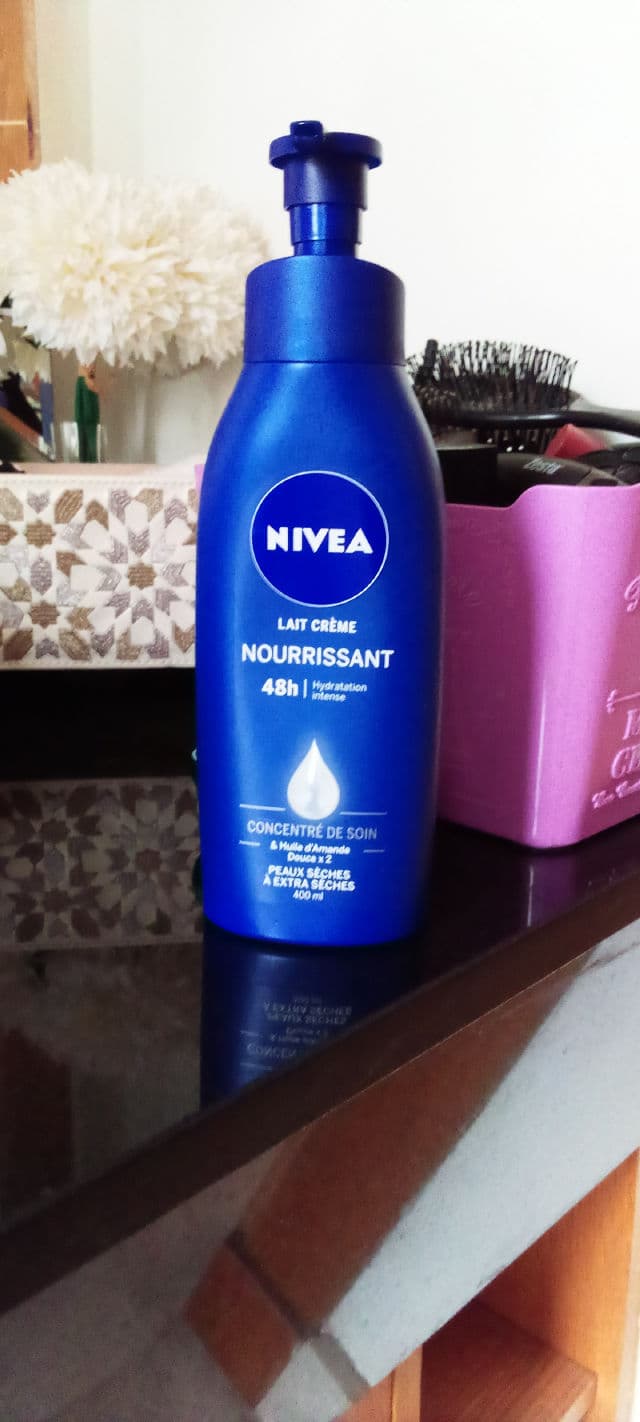 NIVEA
LAIT CRÈME
NOURRISSANT
48h | Hydratation
intense
CONCENTRÉ DE SOIN
& Huile d'Amande
Douce x 2
PEAUX SÈCHES
À EXTRA SÈCHES
400 ml